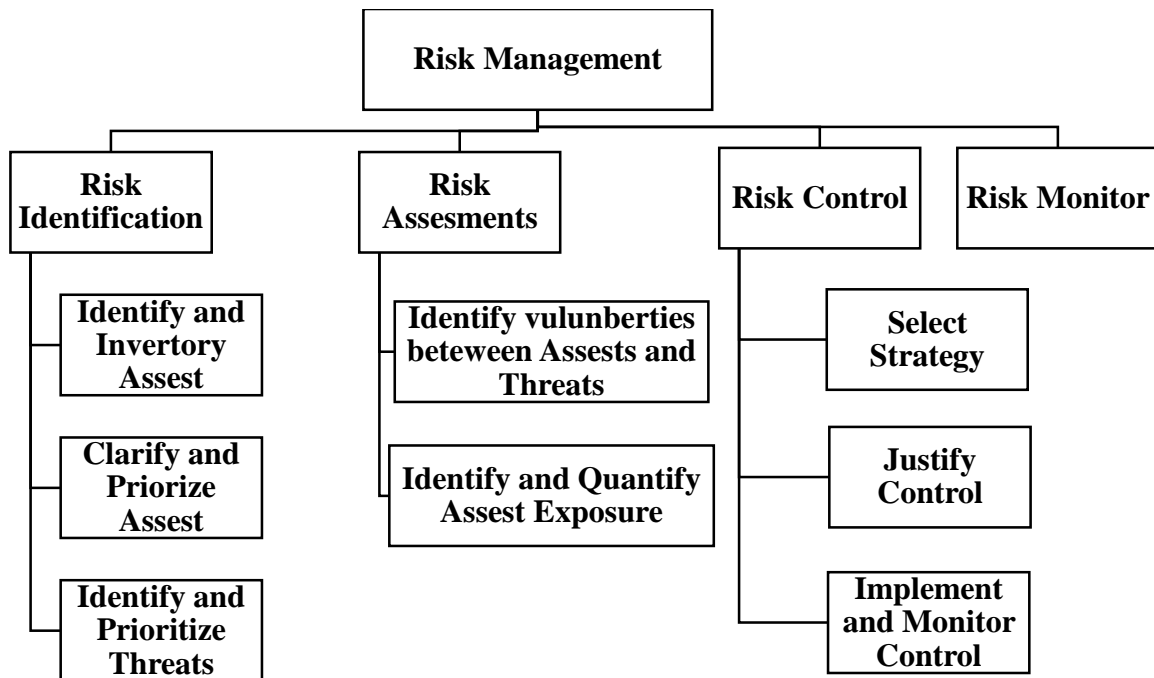 Risk Management
Risk
Identification
Risk
Assesments
Risk Control
Risk Monitor
Identify and
Invertory
Assest
Clarify and
Priorize
Assest
Identify and
Prioritize
Threats
Identify vulunberties
beteween Assests and
Threats
Identify and Quantify
Assest Exposure
Select
Strategy
Justify
Control
Implement
and Monitor
Control